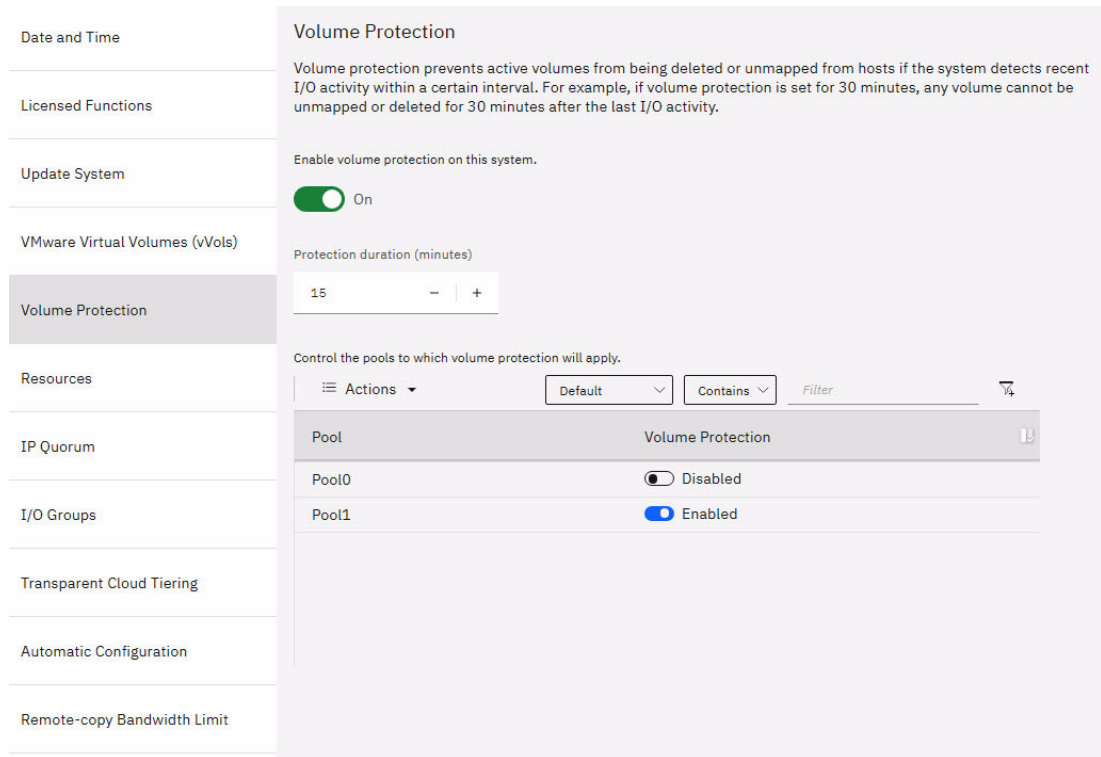 Date and Time
Licensed Functions
Update System
VMware Virtual Volumes (vVols)
Volume Protection
Resources
IP Quorum
I/O Groups
Transparent Cloud Tiering
Automatic Configuration
Remote-copy Bandwidth Limit
Volume Protection
Volume protection prevents active volumes from being deleted or unmapped from hosts if the system detects recent
I/O activity within a certain interval. For example, if volume protection is set for 30 minutes, any volume cannot be
unmapped or deleted for 30 minutes after the last I/O activity.
Enable volume protection on this system.
On
Protection duration (minutes)
15 − +
Control the pools to which volume protection will apply.
Actions Default Contains Filter
Pool Volume Protection
Pool0 Disabled
Pool1 Enabled